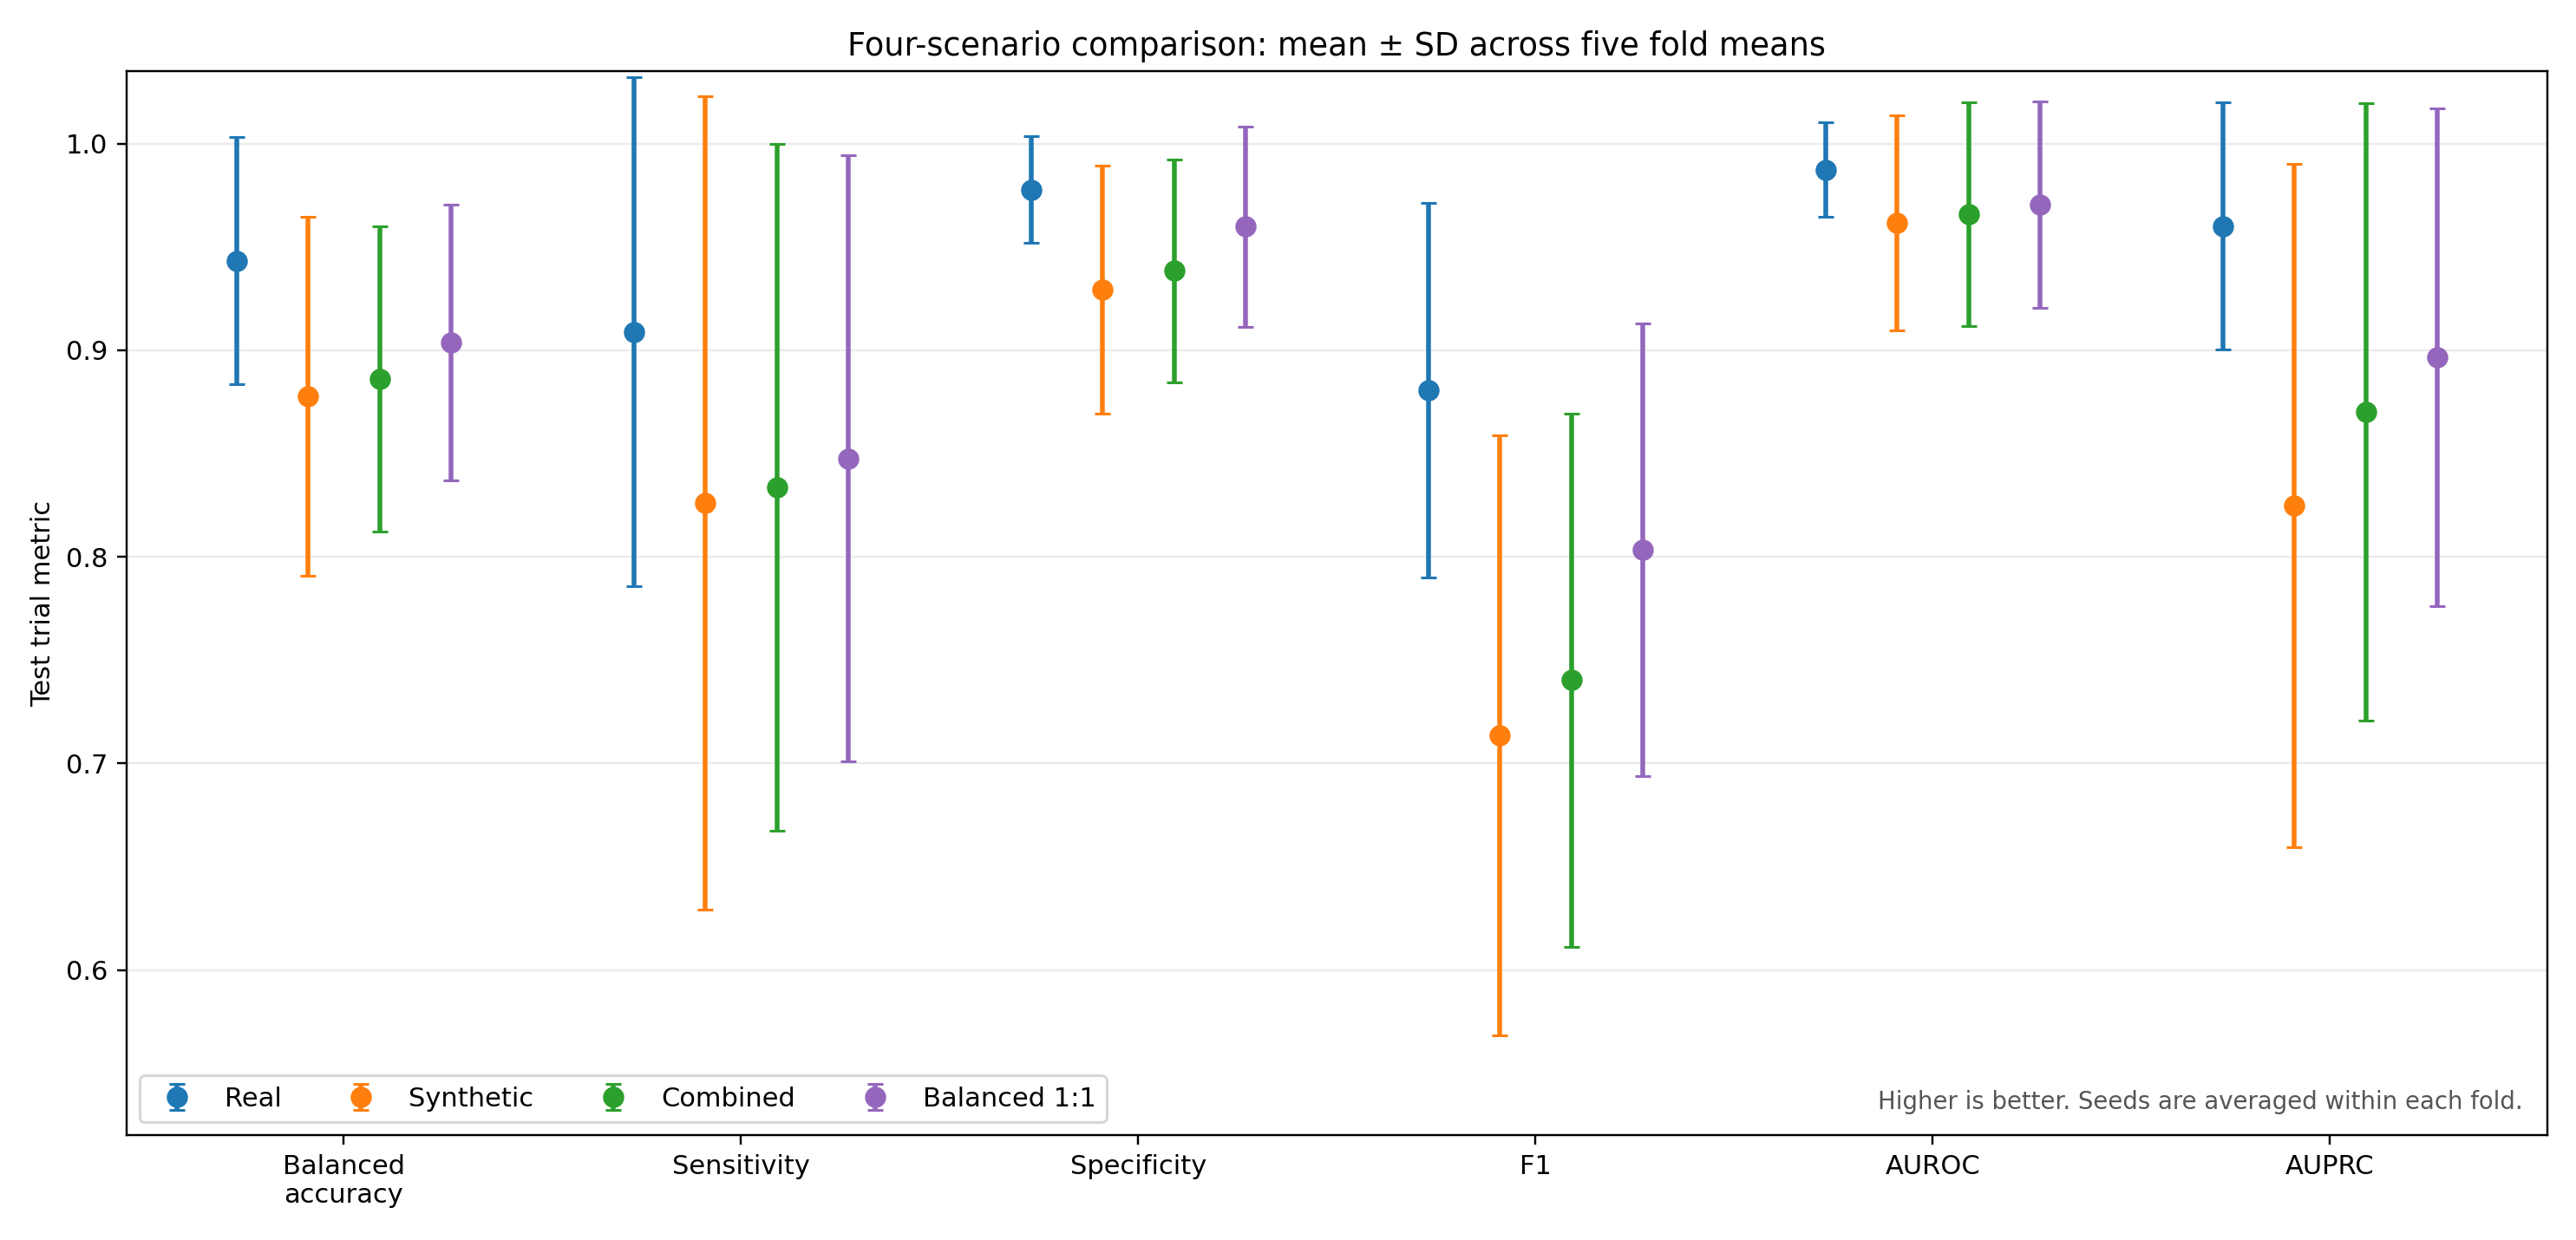 Four-scenario comparison: mean ± SD across five fold means
Test trial metric
1.0
0.9
0.8
0.7
0.6
Real
Synthetic
Combined
Balanced 1:1
Higher is better. Seeds are averaged within each fold.
Balanced
accuracy
Sensitivity
Specificity
F1
AUROC
AUPRC